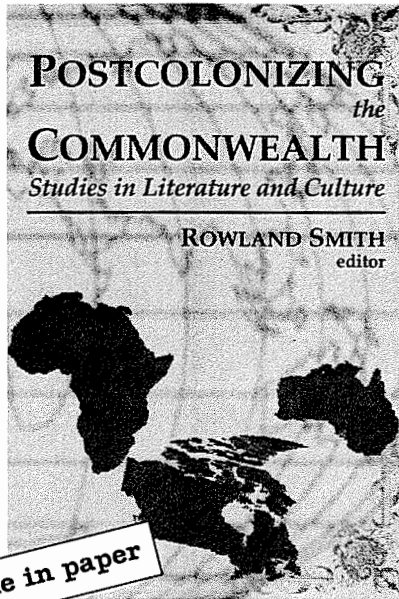 POSTCOLONIZING
the
COMMONWEALTH
Studies in Literature and Culture
ROWLAND SMITH
editor
in paper